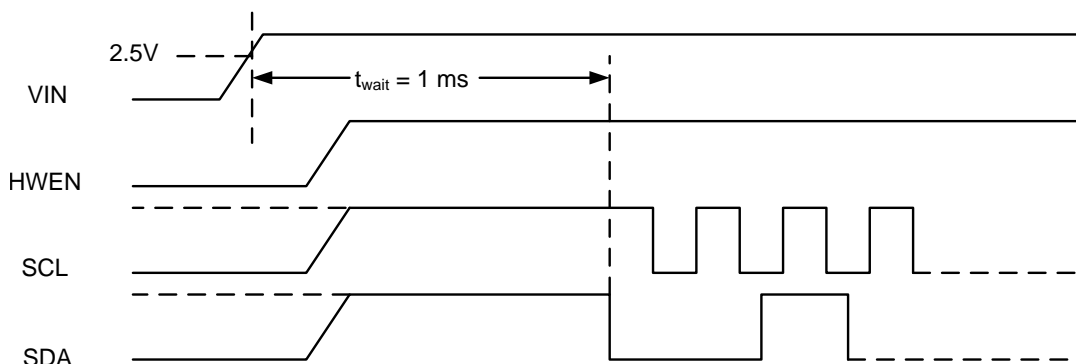 2.5V
t_wait = 1 ms
VIN
HWEN
SCL
SDA